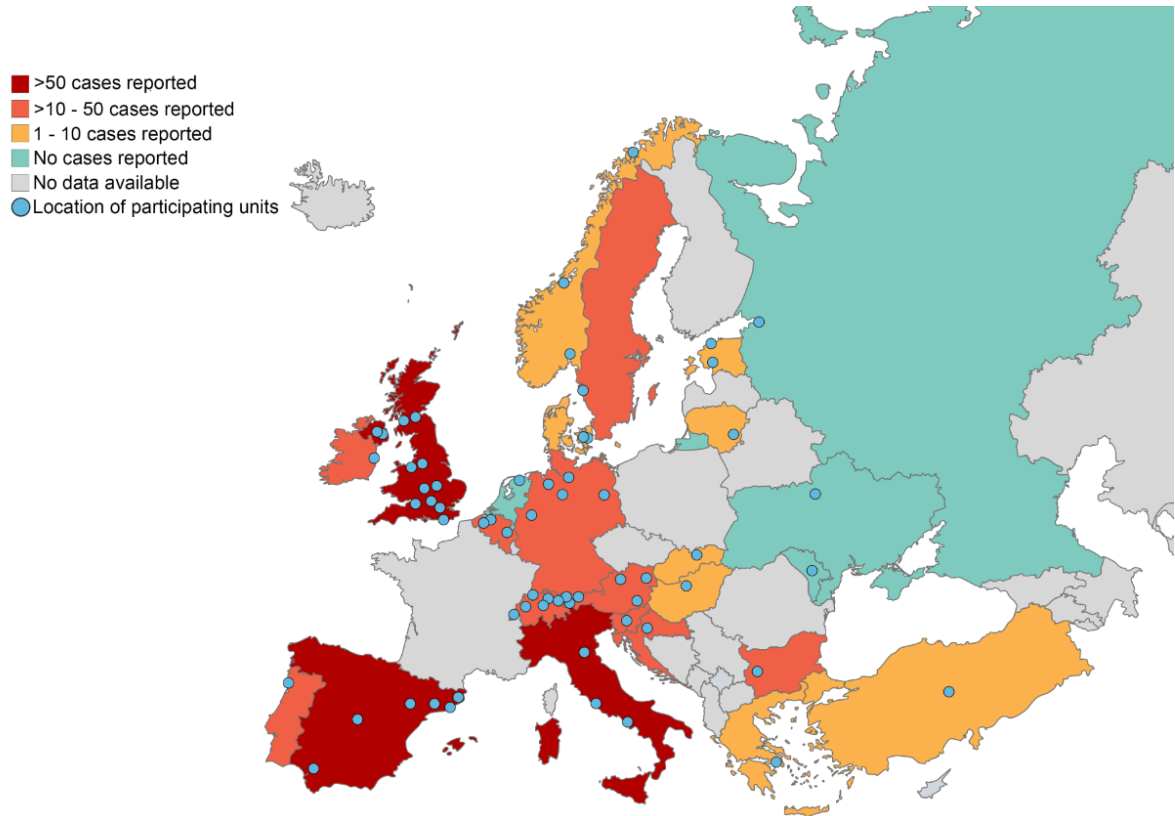 >50 cases reported
>10 - 50 cases reported
1 - 10 cases reported
No cases reported
No data available
Location of participating units